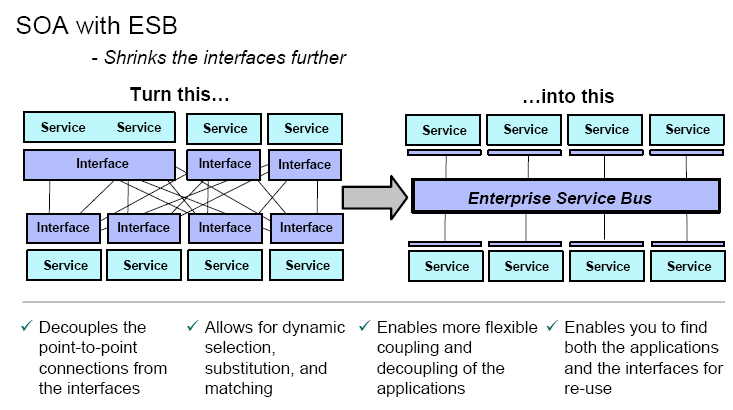 SOA with ESB
- Shrinks the interfaces further
Turn this...
Service Service Service Service
Interface Interface Interface
Interface Interface Interface Interface
Service Service Service Service
...into this
Service Service Service Service
Enterprise Service Bus
Service Service Service Service
✓ Decouples the
point-to-point
connections from
the interfaces
✓ Allows for dynamic
selection,
substitution, and
matching
✓ Enables more flexible
coupling and
decoupling of the
applications
✓ Enables you to find
both the applications
and the interfaces for
re-use